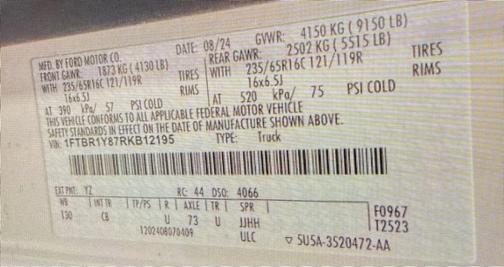 MFD. BY FORD MOTOR CO. DATE: 08/24 GVWR: 4150 KG (9150 LB)
FRONT GAWR: 1873 KG (4130 LB) REAR GAWR: 2502 KG (5515 LB)
WITH 235/65R16C 121/119R TIRES WITH 235/65R16C 121/119R TIRES
16x6.5J RIMS 16x6.5J RIMS
AT 390 kPa/ 57 PSI COLD AT 520 kPa/ 75 PSI COLD
THIS VEHICLE CONFORMS TO ALL APPLICABLE FEDERAL MOTOR VEHICLE
SAFETY STANDARDS IN EFFECT ON THE DATE OF MANUFACTURE SHOWN ABOVE.
VIN: 1FTBR1Y87RKB12195 TYPE: Truck
EXT PNT: YZ RC: 44 DSO: 4066
WB INT TR TP/PS R AXLE TR SPR F0967
130 CB U 73 U JJHH T2523
1202408070409 ULC ▽ SU5A-3520472-AA